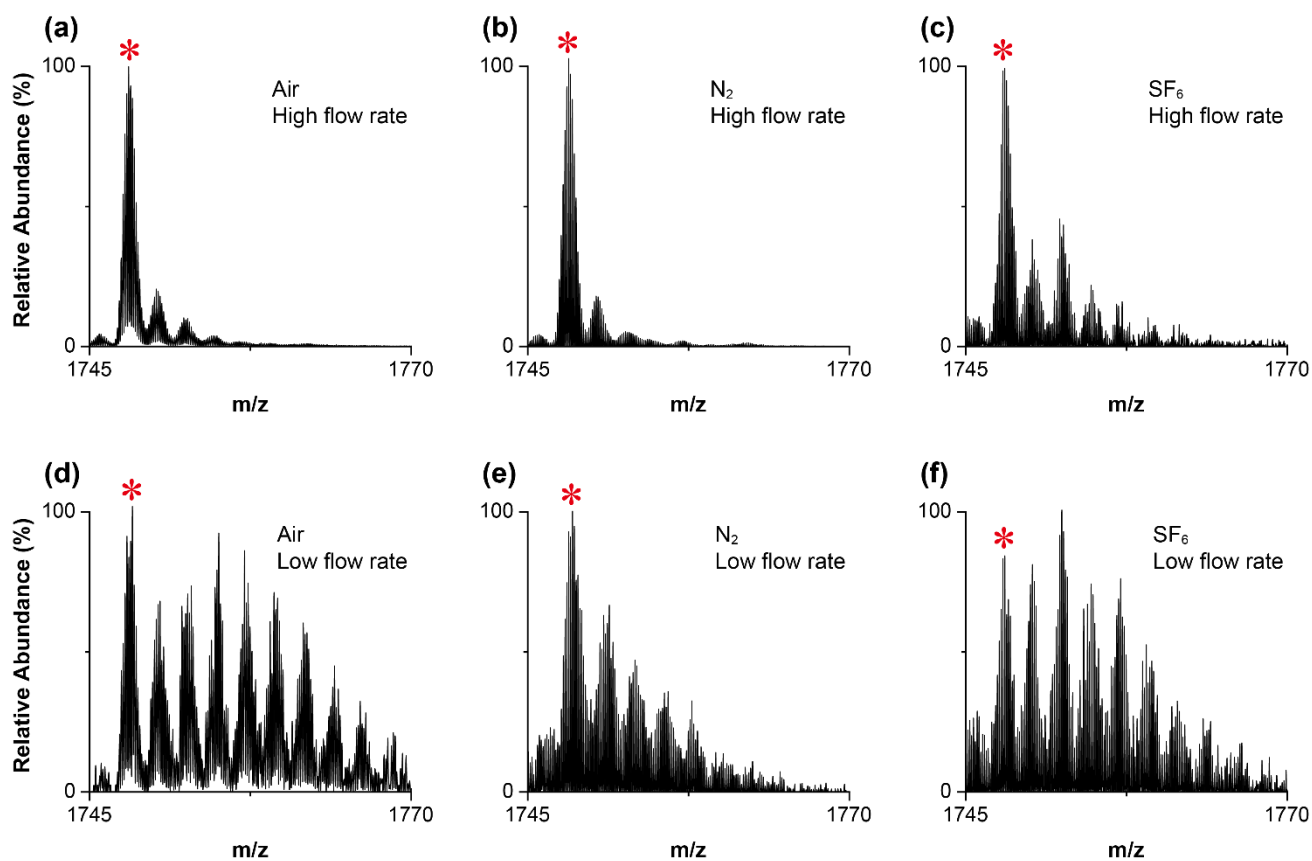 (a)
*
100
Air
High flow rate
Relative Abundance (%)
0
1745
1770
m/z
(b)
*
100
N₂
High flow rate
0
1745
1770
m/z
(c)
*
100
SF₆
High flow rate
0
1745
1770
m/z
(d)
*
100
Air
Low flow rate
Relative Abundance (%)
0
1745
1770
m/z
(e)
*
100
N₂
Low flow rate
0
1745
1770
m/z
(f)
*
100
SF₆
Low flow rate
0
1745
1770
m/z